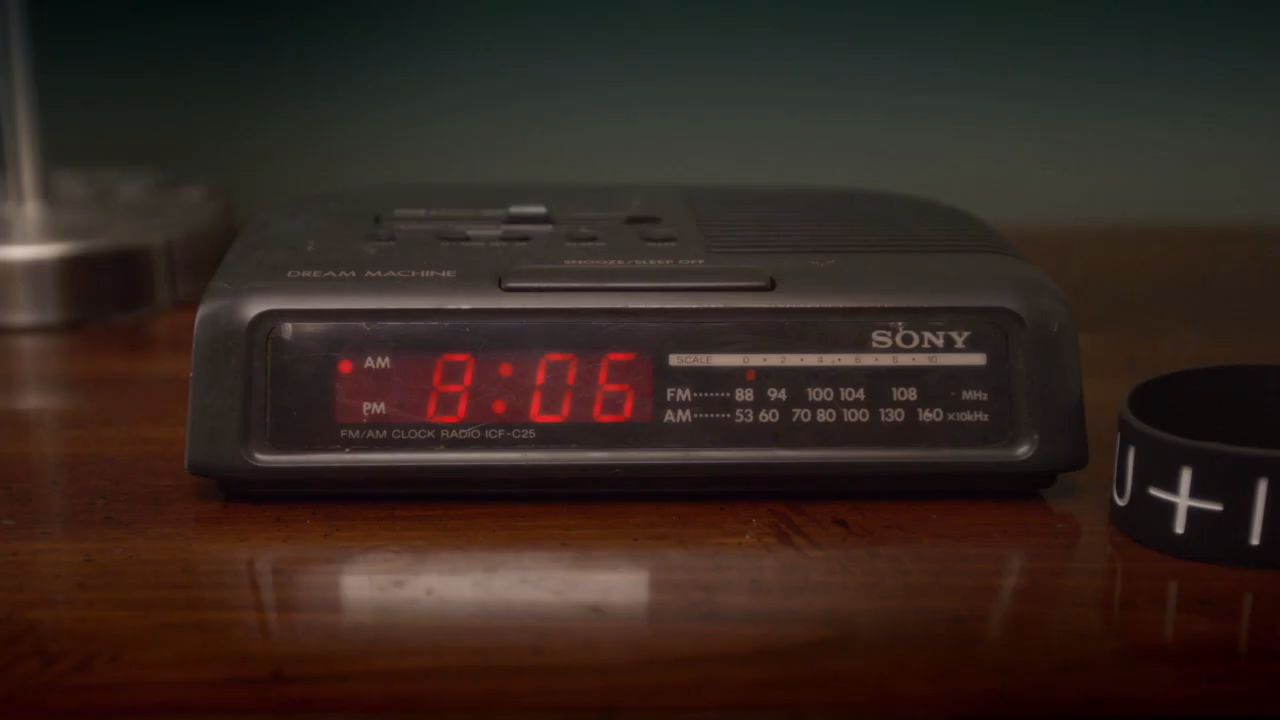 DREAM MACHINE
SNOOZE/SLEEP OFF
SONY
SCALE 0 • 2 • 4 • 6 • 8 • 10
AM
8:06
FM 88 94 100 104 108 MHz
PM
AM 53 60 70 80 100 130 160 ×10kHz
FM/AM CLOCK RADIO ICF-C25
U+I